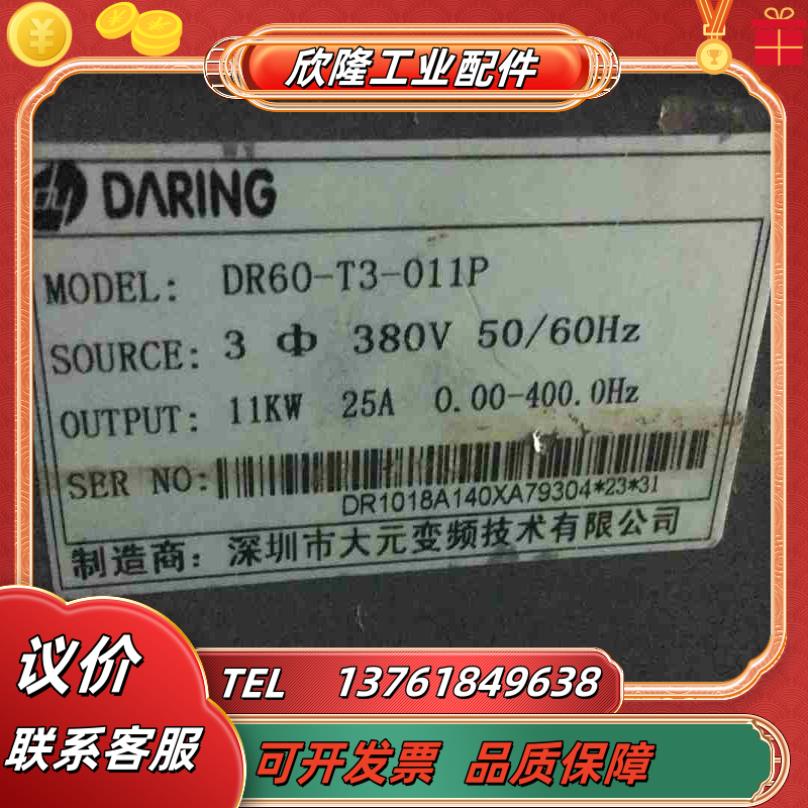 欣隆工业配件
dy DARING
MODEL: DR60-T3-011P
SOURCE: 3 Φ 380V 50/60Hz
OUTPUT: 11KW 25A 0.00-400.0Hz
SER NO:
DR1018A140XA79304*23*31
制造商: 深圳市大元变频技术有限公司
议价
联系客服
TEL 13761849638
可开发票 品质保障